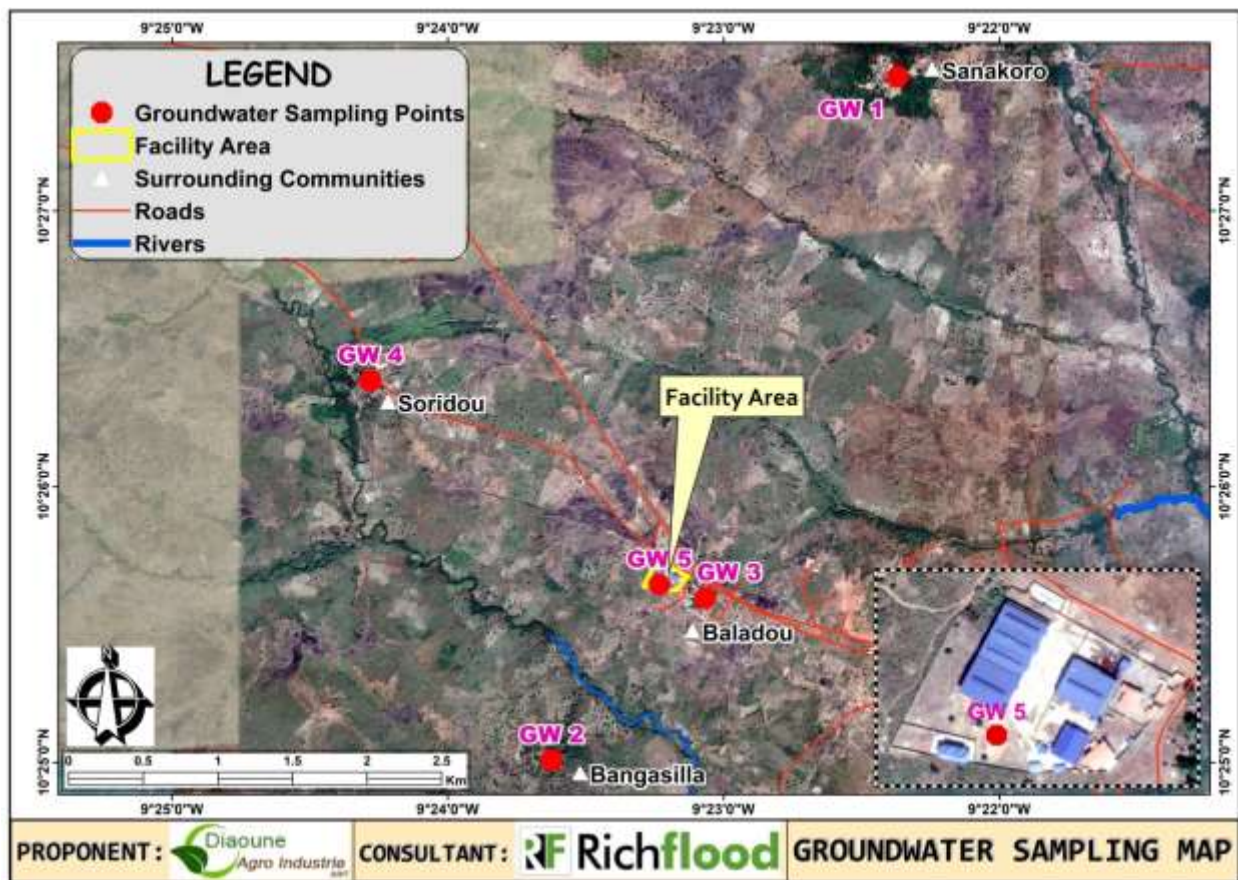 9°25'0"W 9°24'0"W 9°23'0"W 9°22'0"W
LEGEND
Groundwater Sampling Points
Facility Area
Surrounding Communities
Roads
Rivers
GW 1
Sanakoro
10°27'0"N
10°27'0"N
GW 4
Soridou
Facility Area
10°26'0"N
10°26'0"N
GW 5
GW 3
Baladou
GW 5
GW 2
Bangasilla
10°25'0"N
10°25'0"N
0 0.5 1 1.5 2 2.5
Km
9°25'0"W 9°24'0"W 9°23'0"W 9°22'0"W
PROPONENT: Diaoune Agro Industrie CONSULTANT: RF Richflood GROUNDWATER SAMPLING MAP